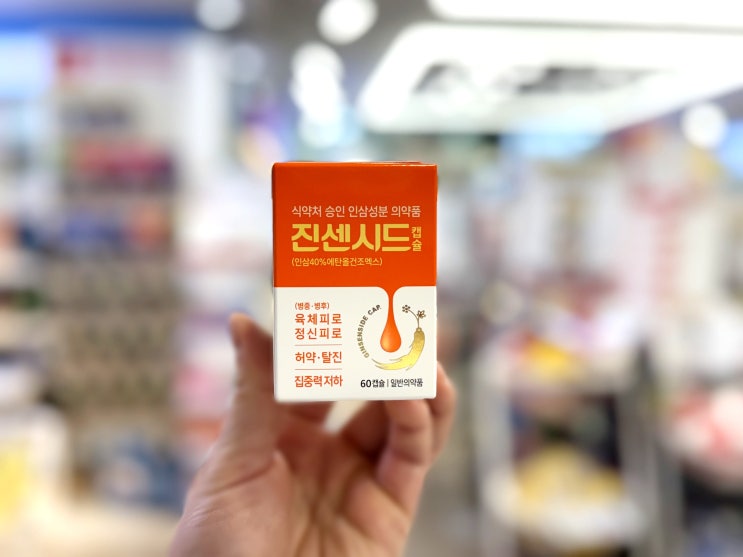 식약처 승인 인삼성분 의약품
진센시드캡슐
(인삼40%에탄올건조엑스)
(병중·병후)
육체피로
정신피로
허약·탈진
집중력저하
GINSENSIDE CAP.
60캡슐 | 일반의약품